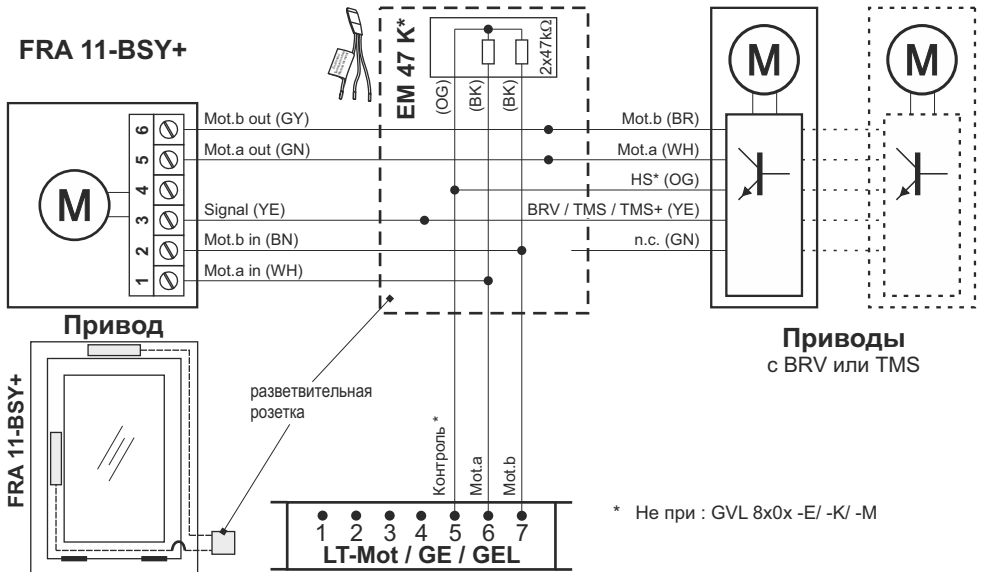 FRA 11-BSY+
EM 47 K*
2x47kΩ
(OG)
(BK)
(BK)
M
6
5
4
3
2
1
Mot.b out (GY)
Mot.a out (GN)
Signal (YE)
Mot.b in (BN)
Mot.a in (WH)
Mot.b (BR)
Mot.a (WH)
HS* (OG)
BRV / TMS / TMS+ (YE)
n.c. (GN)
M
M
Привод
Приводы
с BRV или TMS
FRA 11-BSY+
разветвительная
розетка
Контроль *
Mot.a
Mot.b
1 2 3 4 5 6 7
LT-Mot / GE / GEL
* Не при : GVL 8x0x -E/ -K/ -M